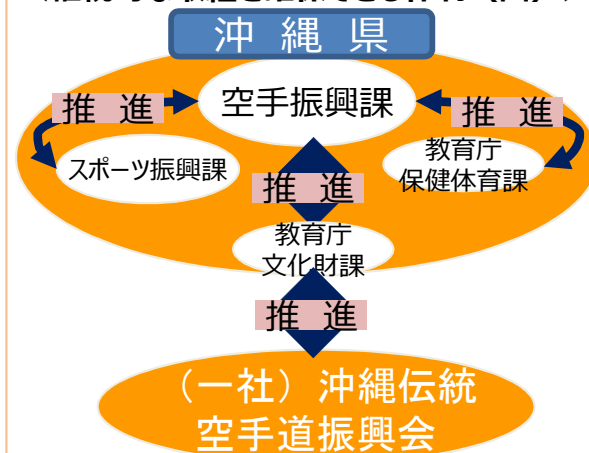 沖縄県
空手振興課
推 進
推 進
スポーツ振興課
教育庁
保健体育課
推 進
教育庁
文化財課
推 進
（一社）沖縄伝統
空手道振興会